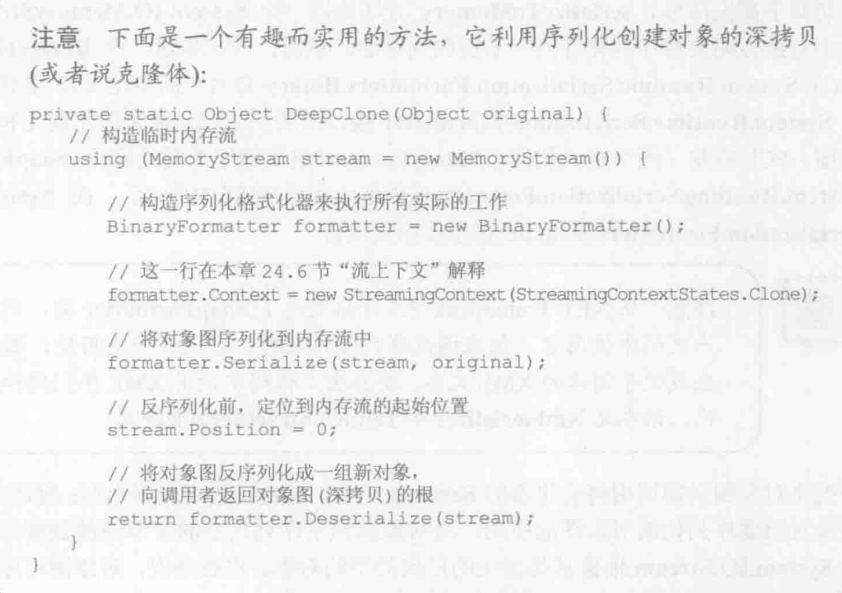 注意 下面是一个有趣而实用的方法，它利用序列化创建对象的深拷贝
(或者说克隆体):
private static Object DeepClone(Object original) {
// 构造临时内存流
using (MemoryStream stream = new MemoryStream()) {
// 构造序列化格式化器来执行所有实际的工作
BinaryFormatter formatter = new BinaryFormatter();
// 这一行在本章 24.6 节“流上下文”解释
formatter.Context = new StreamingContext(StreamingContextStates.Clone);
// 将对象图序列化到内存流中
formatter.Serialize(stream, original);
// 反序列化前，定位到内存流的起始位置
stream.Position = 0;
// 将对象图反序列化成一组新对象，
// 向调用者返回对象图(深拷贝)的根
return formatter.Deserialize(stream);
}
}